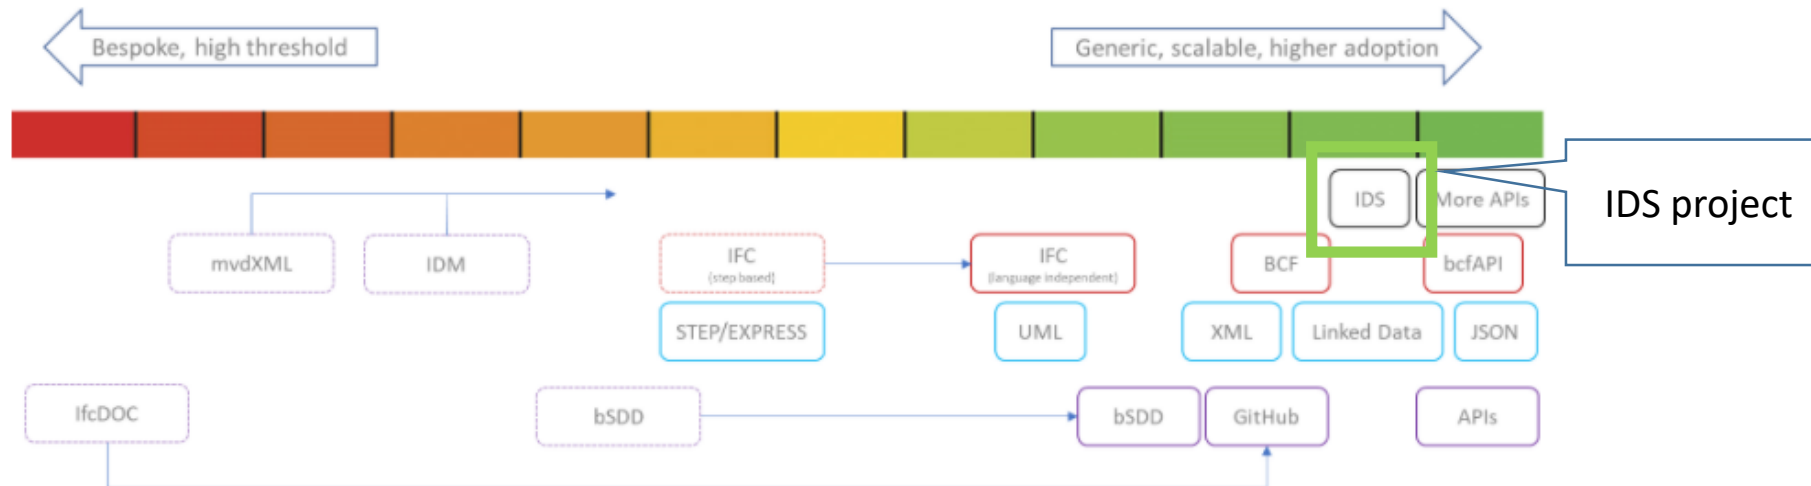 Bespoke, high threshold
Generic, scalable, higher adoption
IDS
More APIs
IDS project
mvdXML
IDM
IFC
(step based)
IFC
(language independent)
BCF
bcfAPI
STEP/EXPRESS
UML
XML
Linked Data
JSON
IfcDOC
bSDD
bSDD
GitHub
APIs